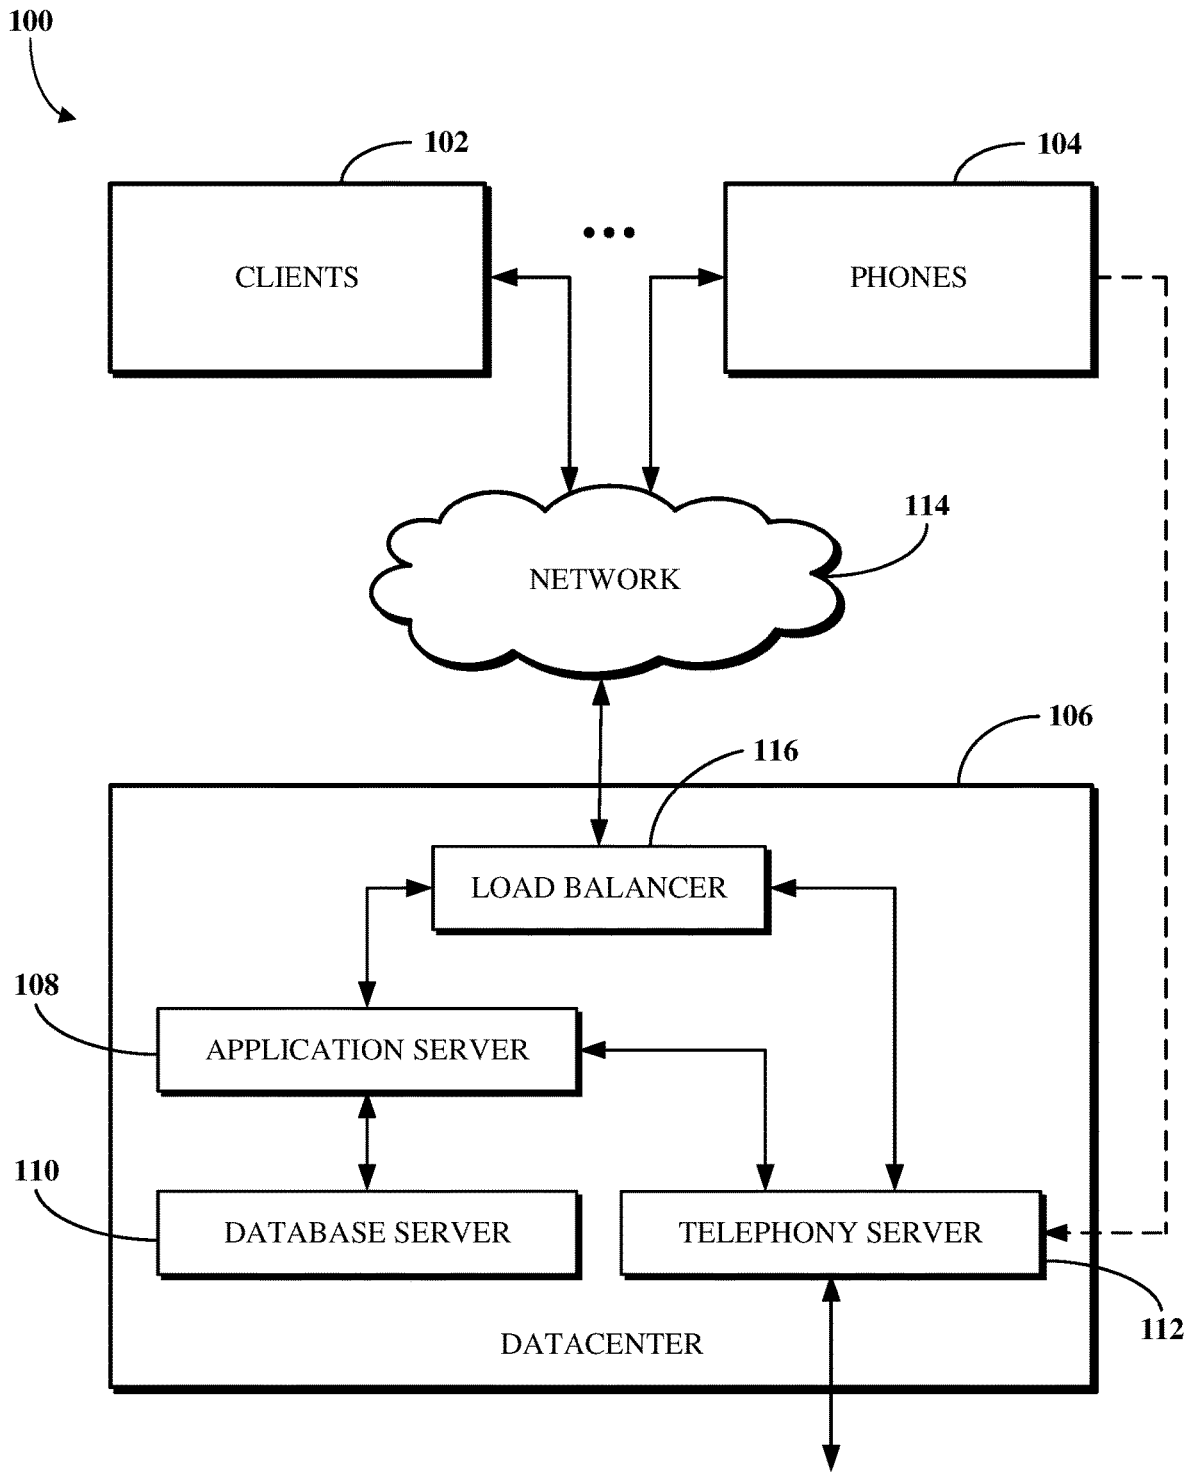 100
102
104
CLIENTS
PHONES
114
NETWORK
106
116
LOAD BALANCER
108
APPLICATION SERVER
110
DATABASE SERVER
TELEPHONY SERVER
112
DATACENTER